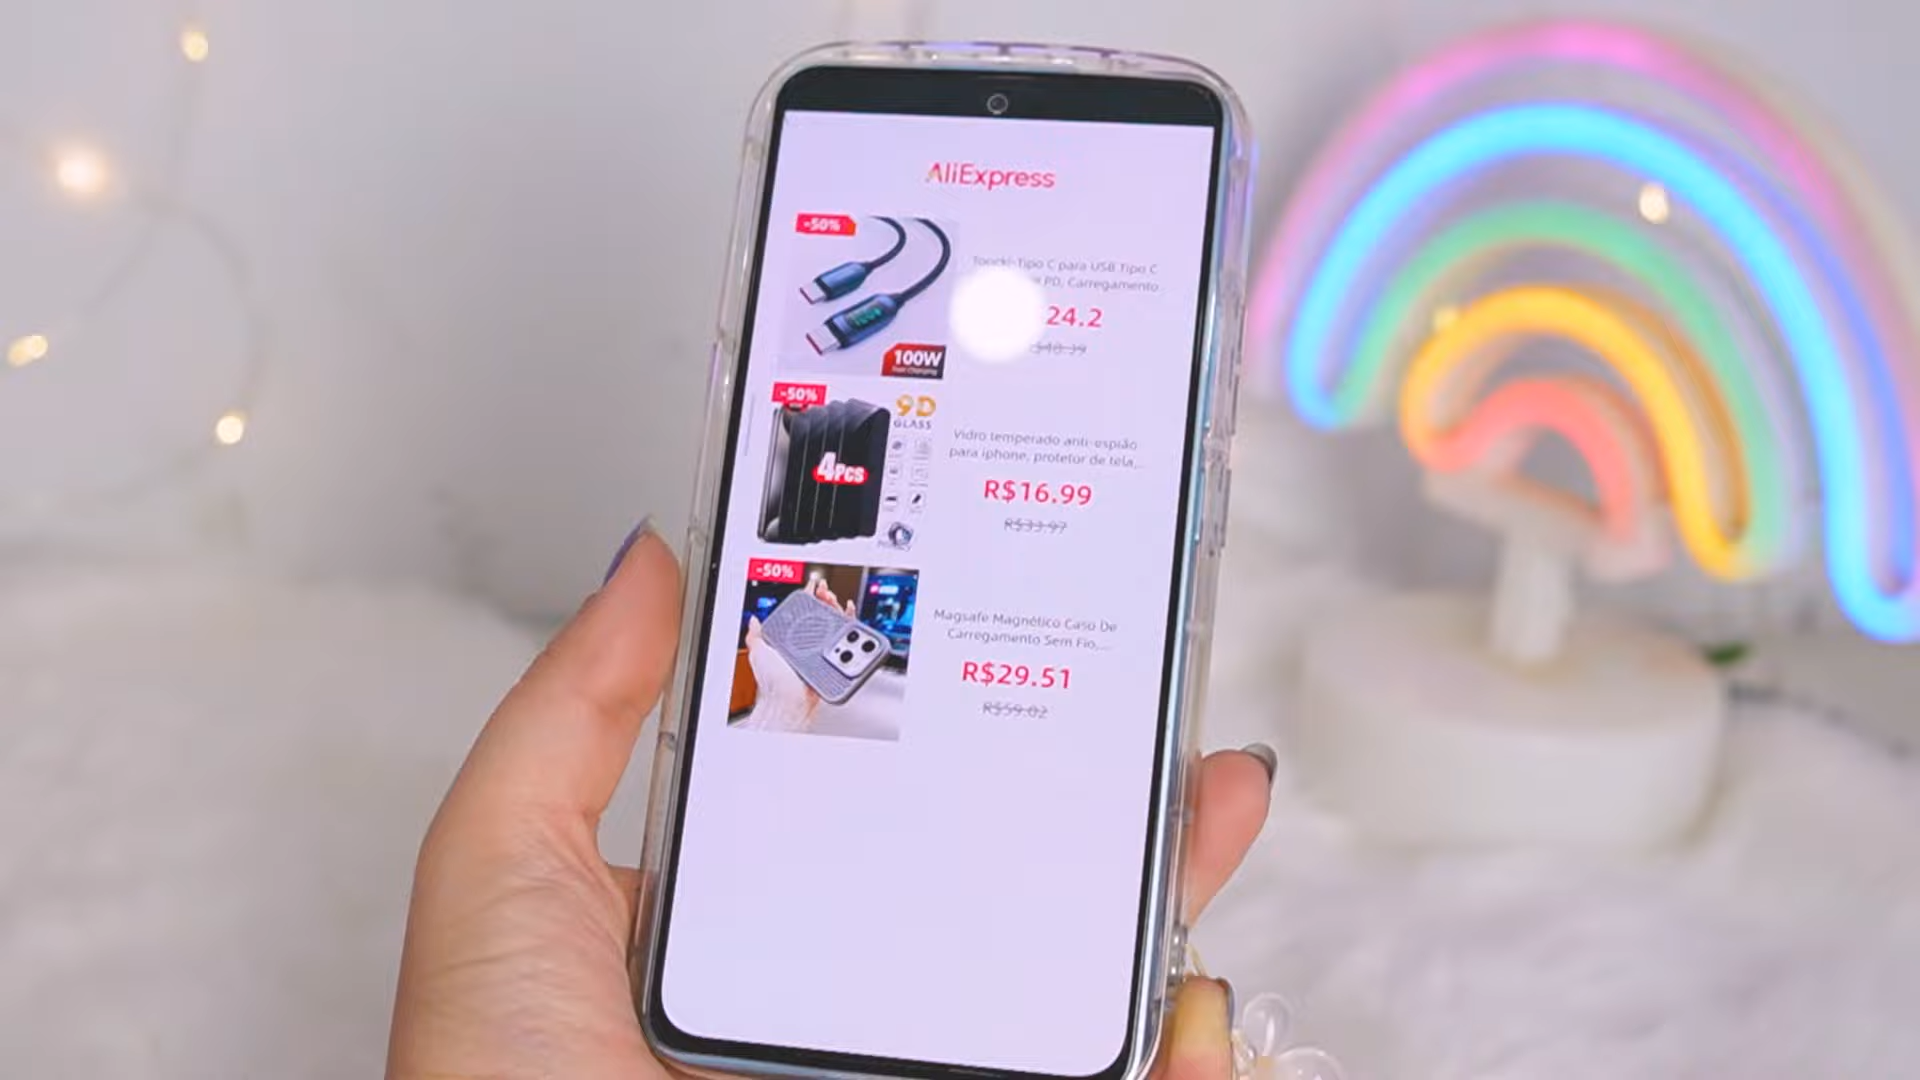 AliExpress
-50%
Toocki Tipo C para USB Tipo C
PD, Carregamento
24.2
100W
-50%
9D
GLASS
4PCS
Vidro temperado anti-espião
para iphone, protetor de tela,...
R$16.99
R$33.97
-50%
Magsafe Magnético Caso De
Carregamento Sem Fio,...
R$29.51
R$59.02